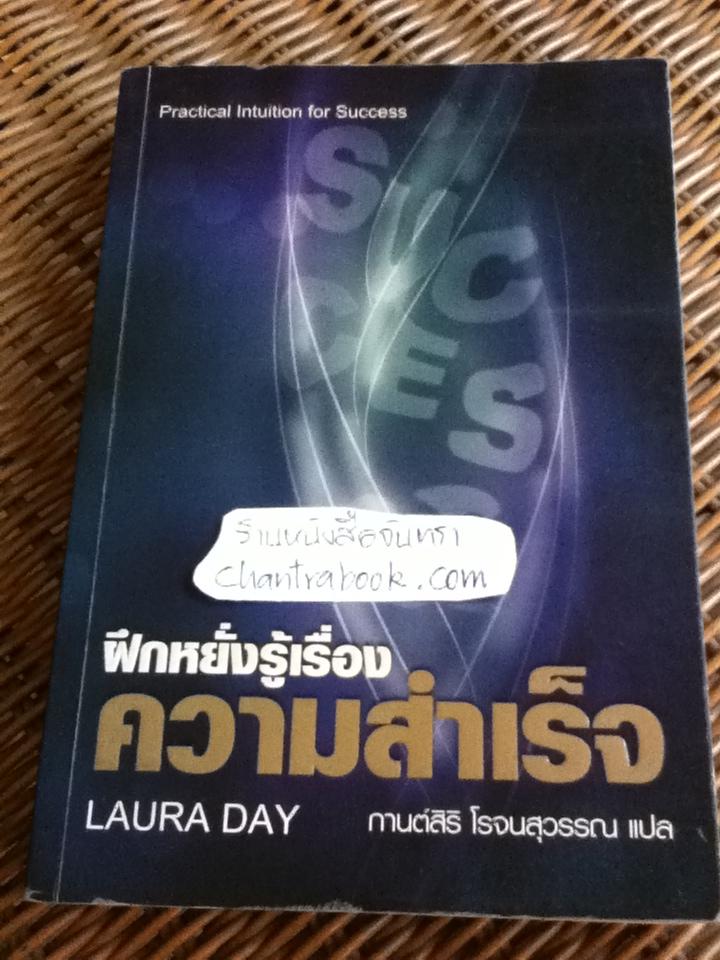 Practical Intuition for Success
SUC
CES
ร้านหนังสือจันทรา
chantrabook.com
ฝึกหยั่งรู้เรื่อง
ความสำเร็จ
LAURA DAY กานต์สิริ โรจนสุวรรณ แปล